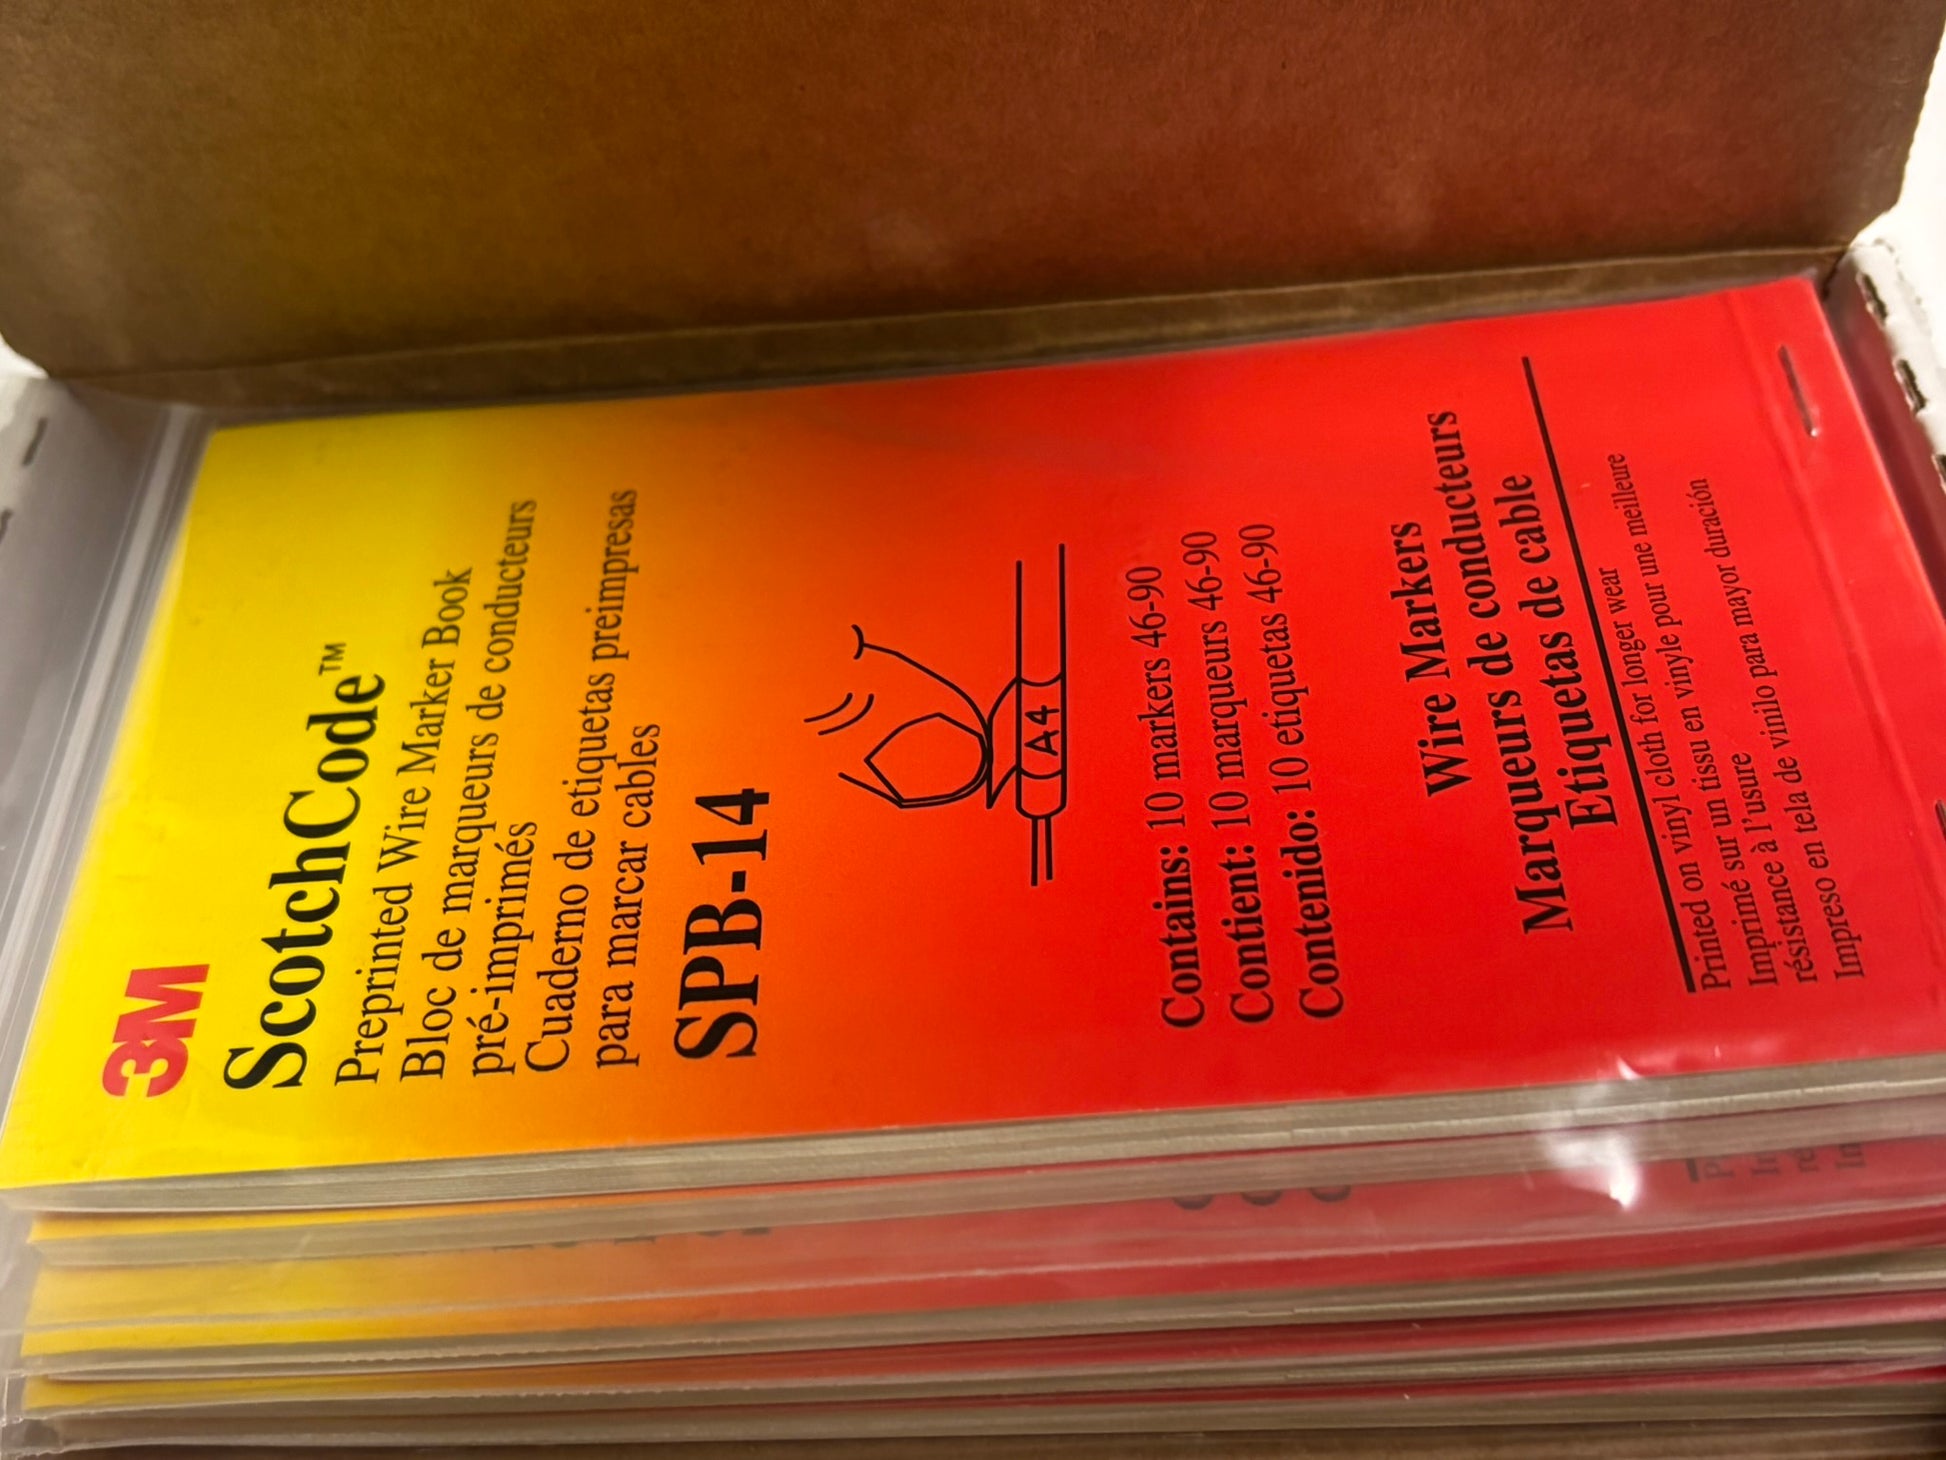 3M
ScotchCode™
Preprinted Wire Marker Book
Bloc de marqueurs de conducteurs
pré-imprimés
Cuaderno de etiquetas préimpresas
para marcar cables
SPB-14
A4
Contains: 10 markers 46-90
Contient: 10 marqueurs 46-90
Contenido: 10 etiquetas 46-90
Wire Markers
Marqueurs de conducteurs
Etiquetas de cable
Printed on vinyl cloth for longer wear
Imprimé sur un tissu en vinyle pour une meilleure
résistance à l'usure
Impreso en tela de vinilo para mayor duración